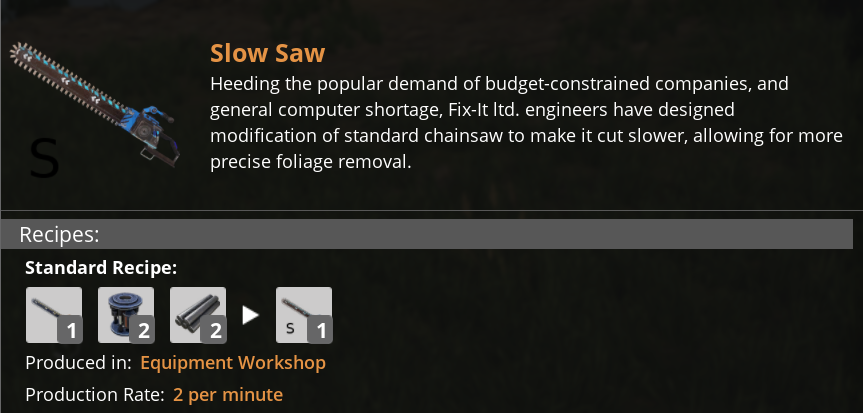 Slow Saw
Heeding the popular demand of budget-constrained companies, and
general computer shortage, Fix-It ltd. engineers have designed
modification of standard chainsaw to make it cut slower, allowing for more
precise foliage removal.
S
Recipes:
Standard Recipe:
1 2 2 S 1
Produced in: Equipment Workshop
Production Rate: 2 per minute